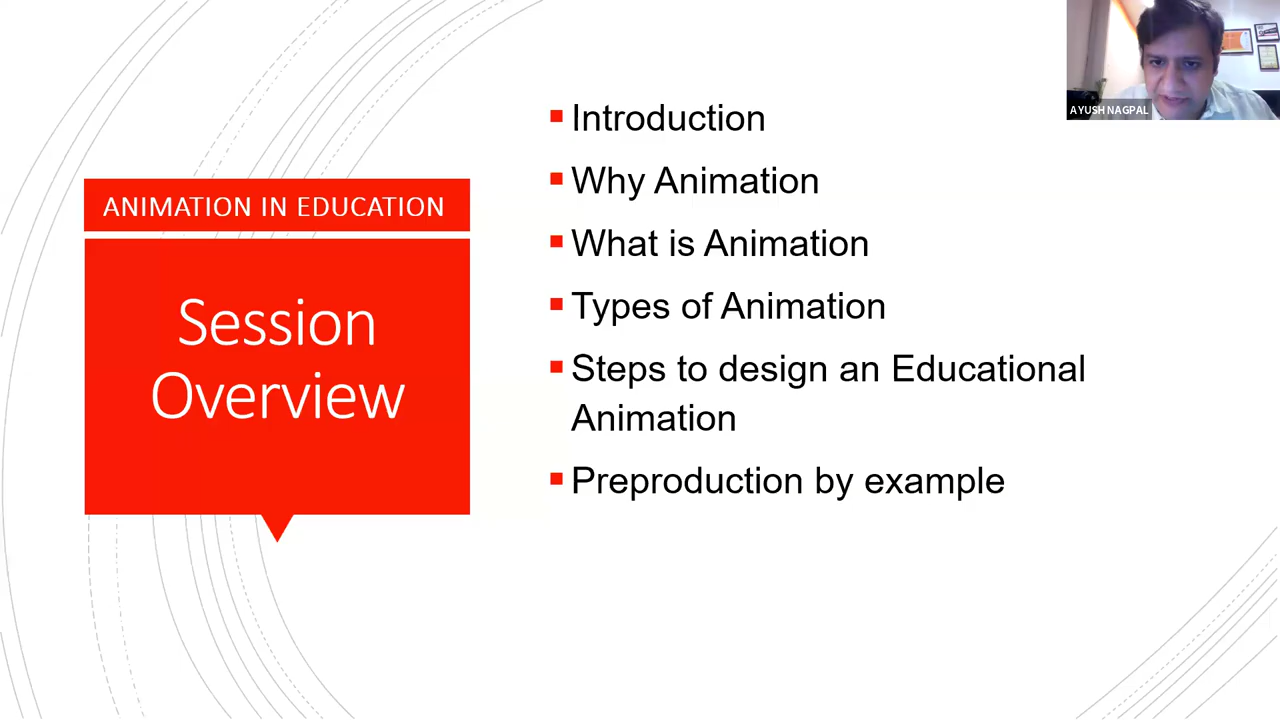 AYUSH NAGPAL
ANIMATION IN EDUCATION
Session
Overview
Introduction
Why Animation
What is Animation
Types of Animation
Steps to design an Educational
Animation
Preproduction by example